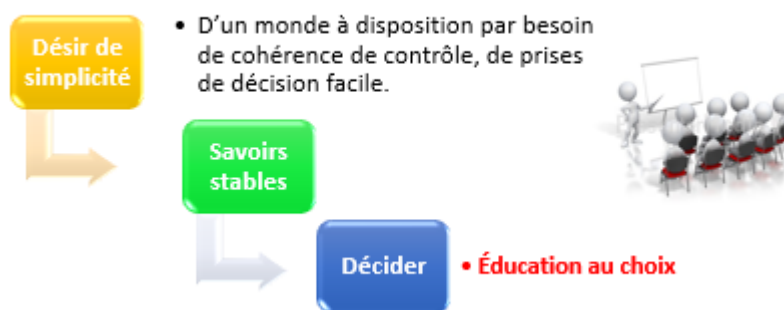 Désir de
simplicité
• D’un monde à disposition par besoin
de cohérence de contrôle, de prises
de décision facile.
Savoirs
stables
Décider
• Éducation au choix